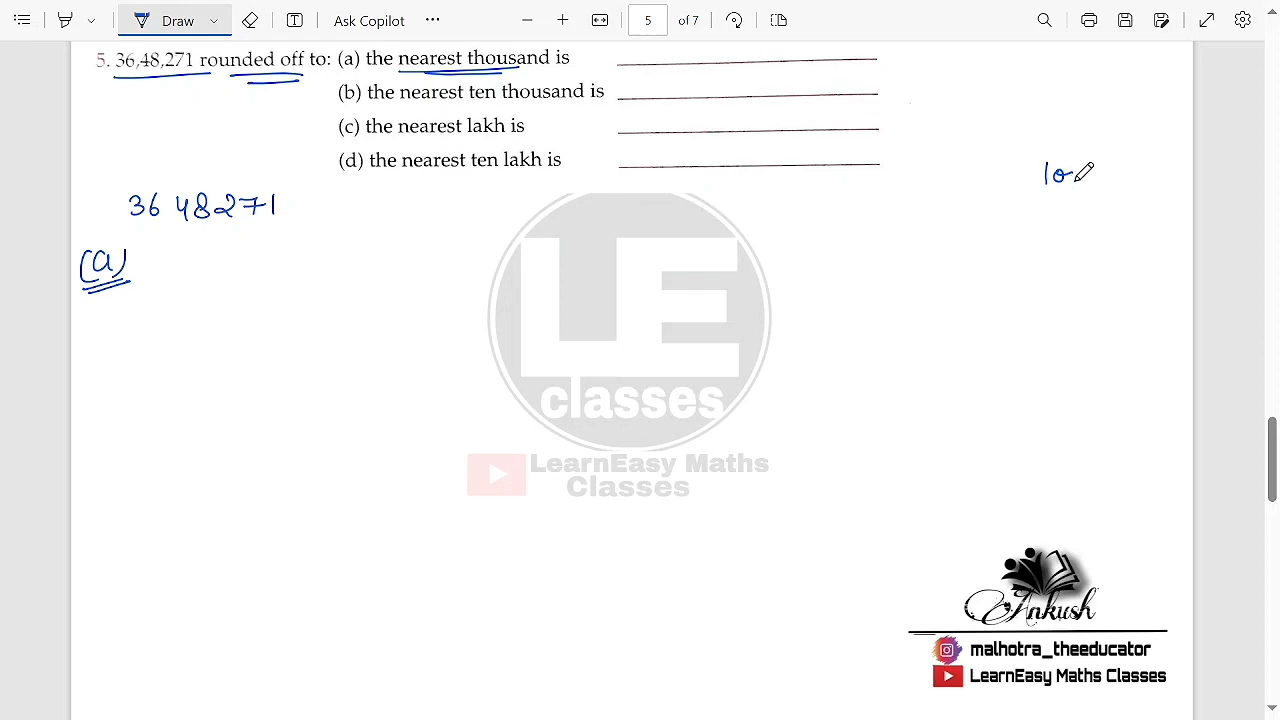 Draw
Ask Copilot
5 of 7
5. 36,48,271 rounded off to: (a) the nearest thousand is
(b) the nearest ten thousand is
(c) the nearest lakh is
(d) the nearest ten lakh is
10
36 48271
(a)
LE
classes
LearnEasy Maths
Classes
Ankush
malhotra_theeducator
LearnEasy Maths Classes